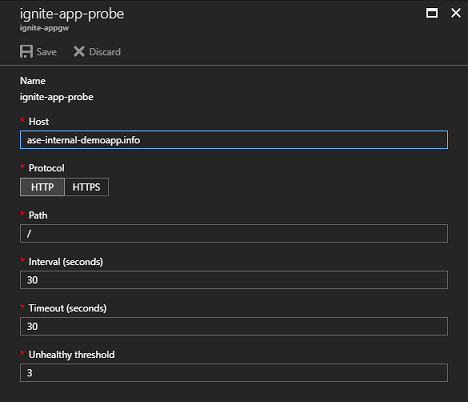 ignite-app-probe
ignite-appgw
Save Discard
Name
ignite-app-probe
* Host
ase-internal-demoapp.info
* Protocol
HTTP HTTPS
* Path
/
* Interval (seconds)
30
* Timeout (seconds)
30
* Unhealthy threshold
3